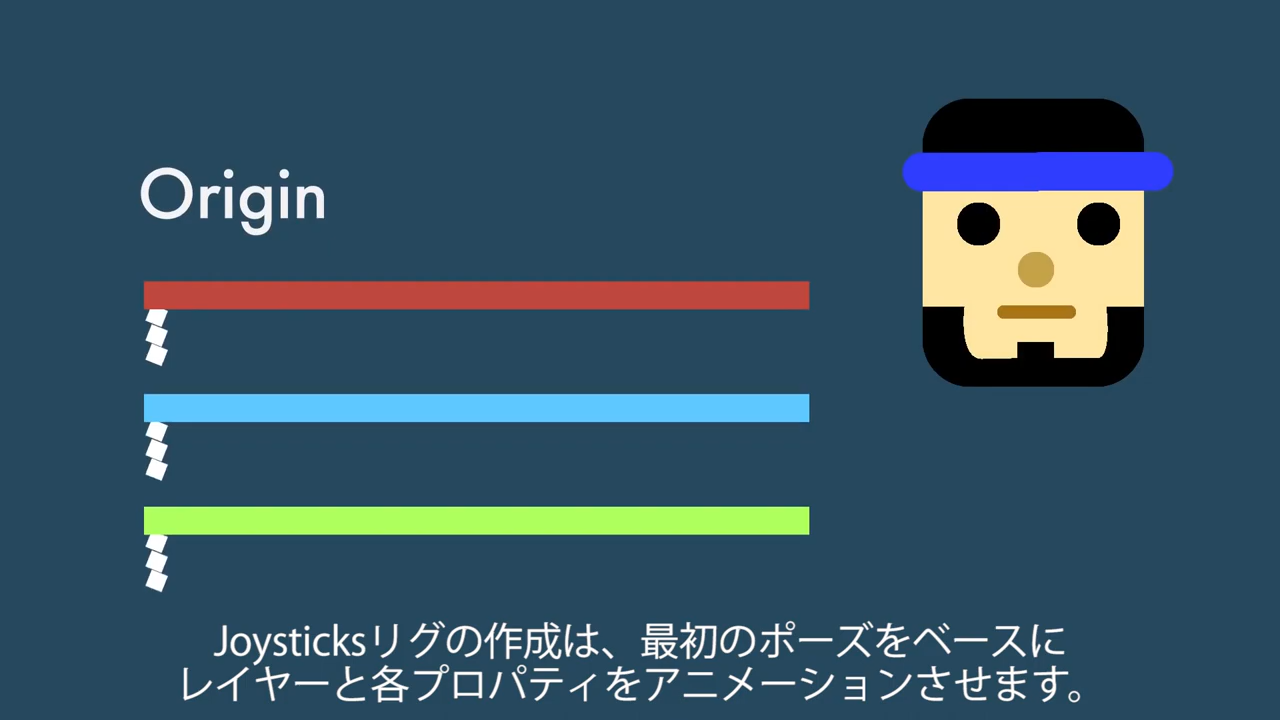 Origin
Joysticksリグの作成は、最初のポーズをベースに
レイヤーと各プロパティをアニメーションさせます。